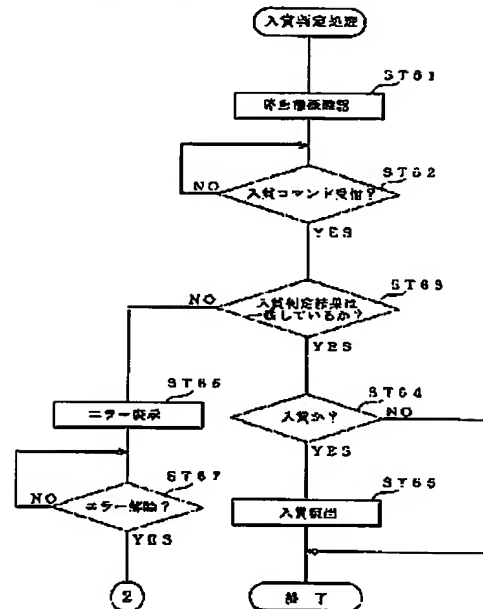 入賞判定処理
ST61
ST62
入賞コマンド受付?
NO
YES
ST63
入賞判定結果は
一致しているか?
NO
YES
ST66
エラー表示
ST64
入賞か?
NO
YES
ST67
エラー解除?
NO
YES
ST65
入賞演出
2
終了